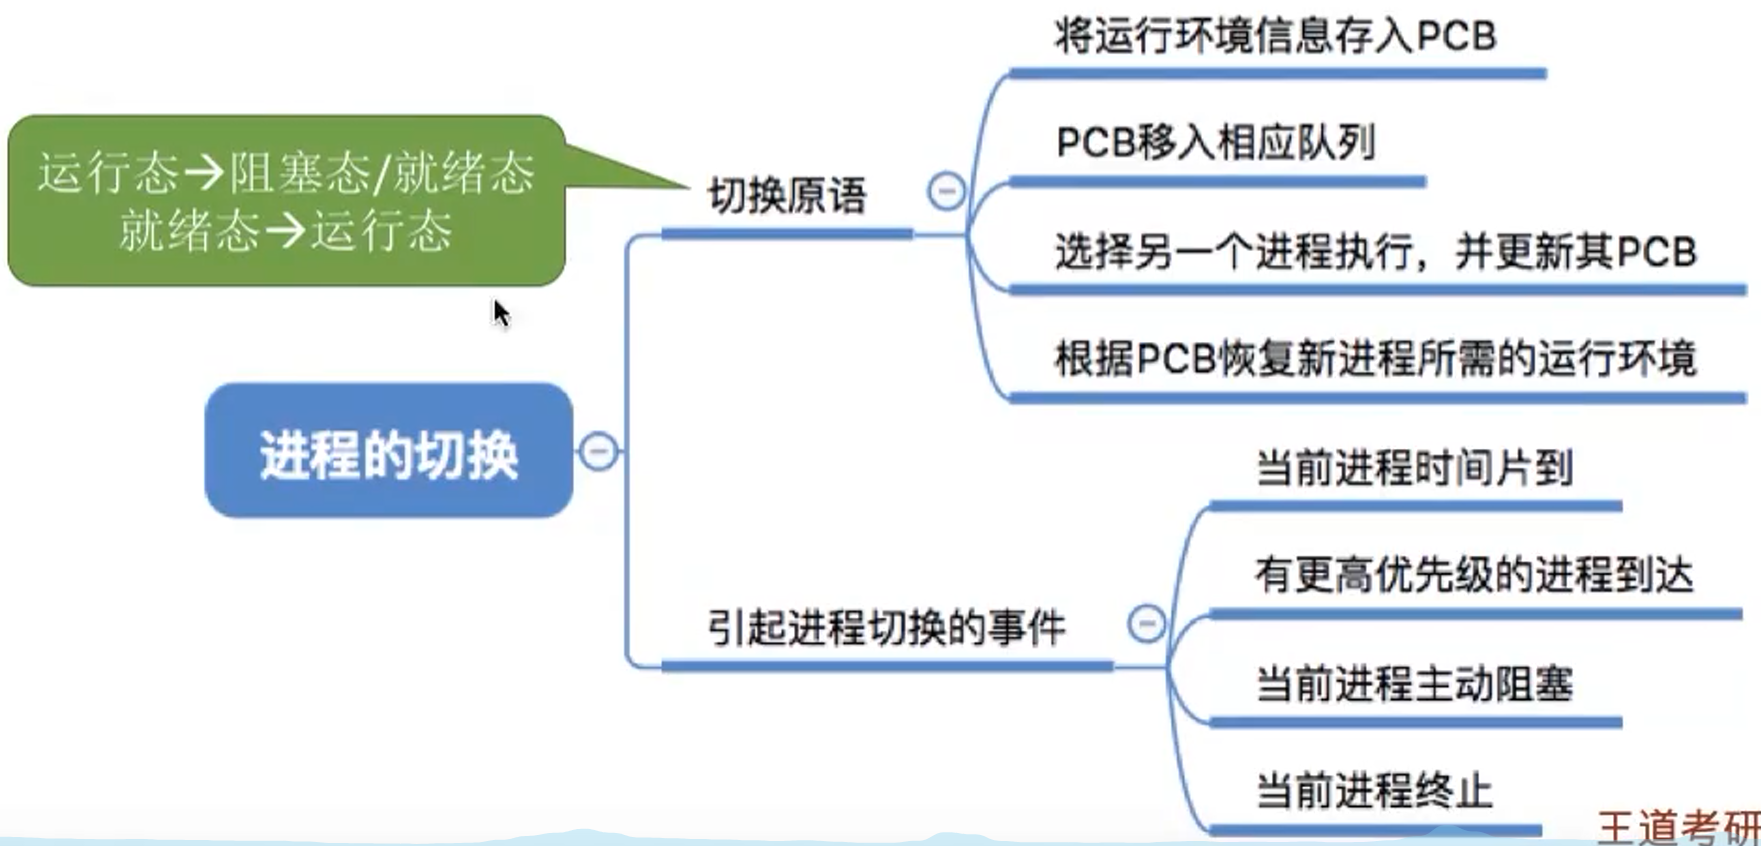 将运行环境信息存入PCB
PCB移入相应队列
运行态→阻塞态/就绪态
就绪态→运行态
切换原语
选择另一个进程执行，并更新其PCB
根据PCB恢复新进程所需的运行环境
进程的切换
当前进程时间片到
有更高优先级的进程到达
引起进程切换的事件
当前进程主动阻塞
当前进程终止
王道考研